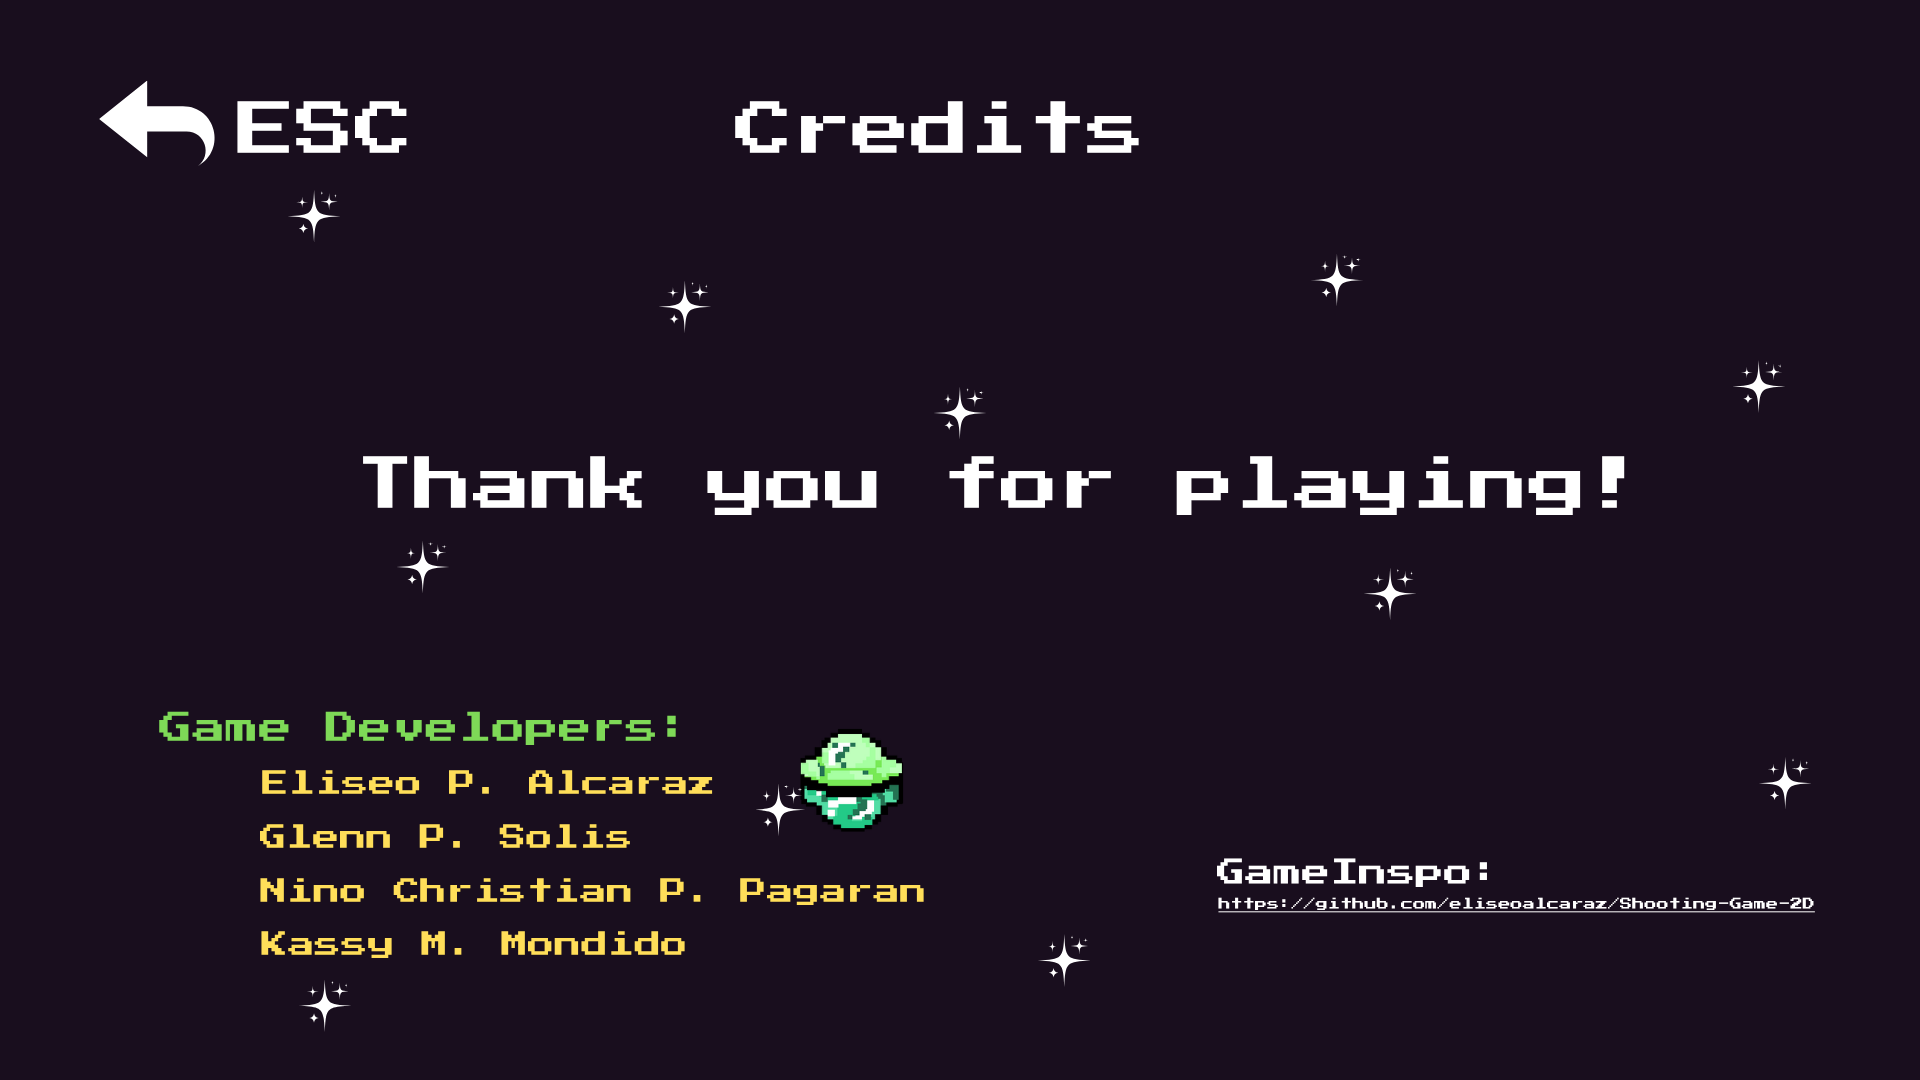 ESC
Credits
Thank you for playing!
Game Developers:
Eliseo P. Alcaraz
Glenn P. Solis
Nino Christian P. Pagaran
Kassy M. Mondido
GameInspo:
https://github.com/eliseoalcaraz/Shooting-Game-2D